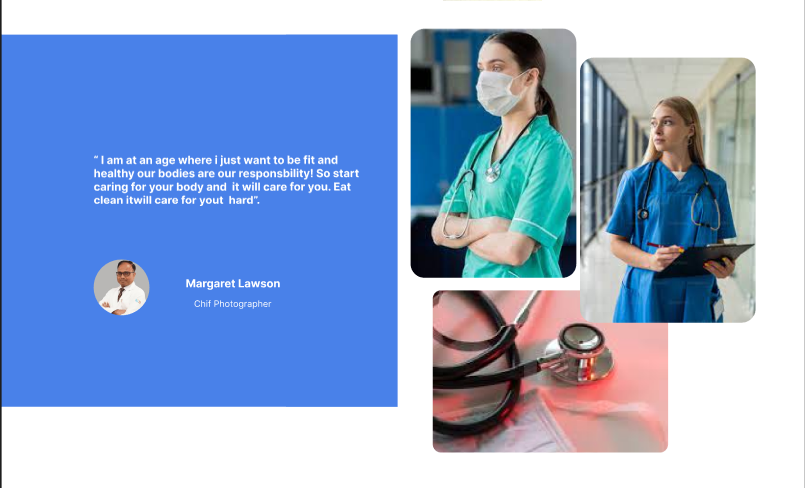 “ I am at an age where i just want to be fit and
healthy our bodies are our responsbility! So start
caring for your body and  it will care for you. Eat
clean itwill care for yout  hard”.
Margaret Lawson
Chif Photographer